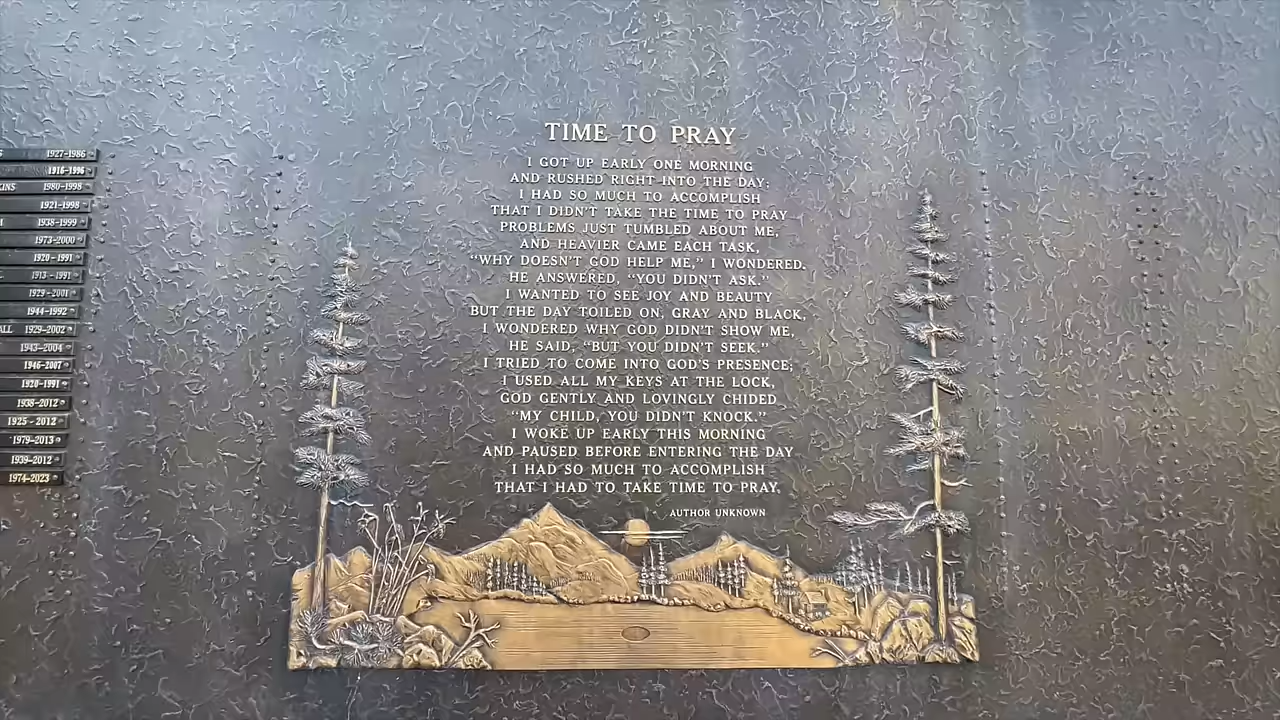 1927-1986
1916-1996
KINS 1980-1998
1921-1998
1938-1999
1973-2000
1920-1991
1913-1991
1929-2001
1944-1992
ALL 1929-2002
1943-2004
1946-2007
1920-1991
1938-2012
1925-2012
1979-2013
1939-2012
1974-2023
TIME TO PRAY
I GOT UP EARLY ONE MORNING
AND RUSHED RIGHT INTO THE DAY;
I HAD SO MUCH TO ACCOMPLISH
THAT I DIDN'T TAKE THE TIME TO PRAY
PROBLEMS JUST TUMBLED ABOUT ME,
AND HEAVIER CAME EACH TASK,
“WHY DOESN'T GOD HELP ME,” I WONDERED.
HE ANSWERED, “YOU DIDN'T ASK.”
I WANTED TO SEE JOY AND BEAUTY
BUT THE DAY TOILED ON, GRAY AND BLACK,
I WONDERED WHY GOD DIDN'T SHOW ME,
HE SAID, “BUT YOU DIDN'T SEEK.”
I TRIED TO COME INTO GOD'S PRESENCE;
I USED ALL MY KEYS AT THE LOCK,
GOD GENTLY AND LOVINGLY CHIDED
“MY CHILD, YOU DIDN'T KNOCK.”
I WOKE UP EARLY THIS MORNING
AND PAUSED BEFORE ENTERING THE DAY
I HAD SO MUCH TO ACCOMPLISH
THAT I HAD TO TAKE TIME TO PRAY.
AUTHOR UNKNOWN